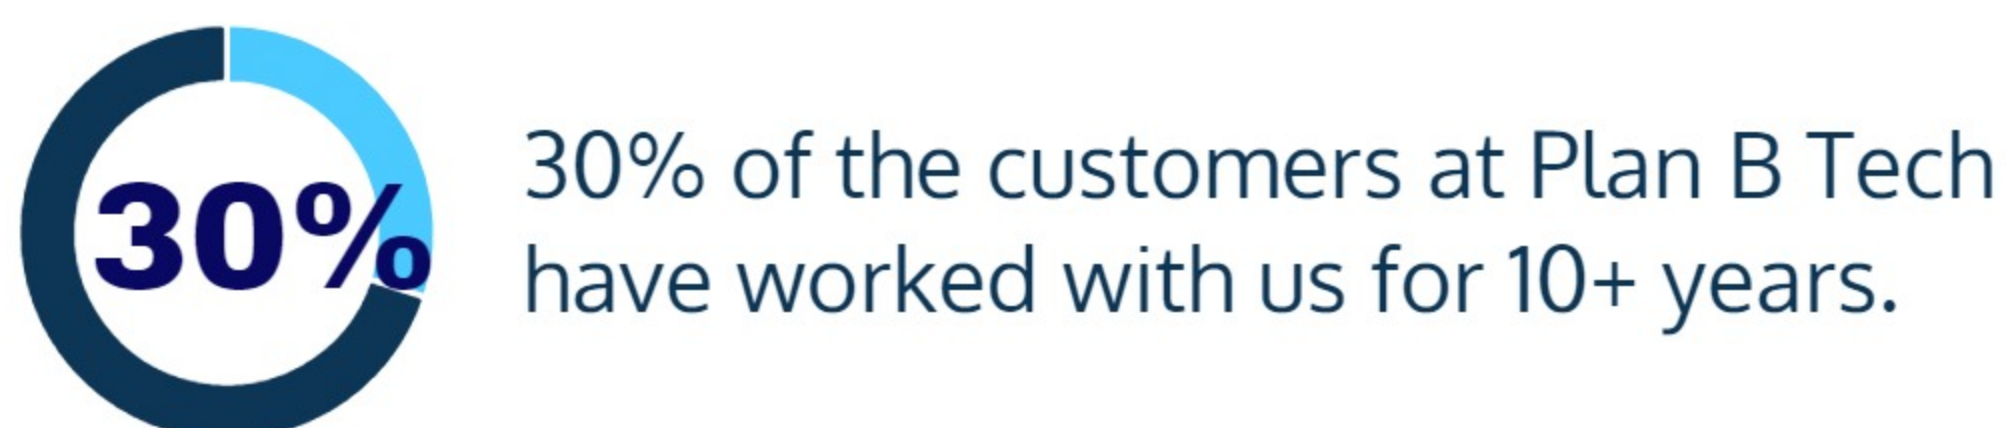 30%
30% of the customers at Plan B Tech
have worked with us for 10+ years.